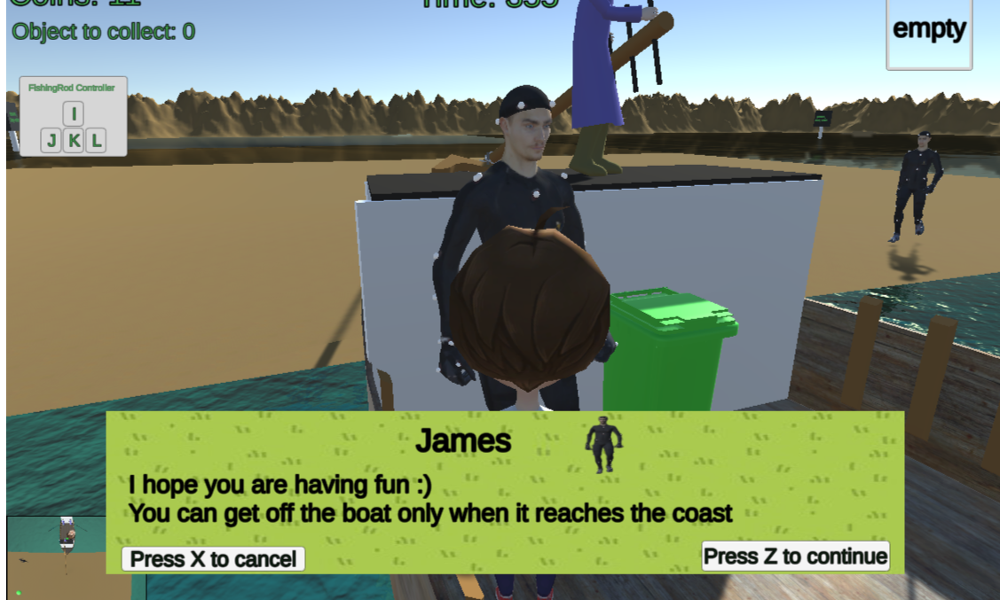 Coins: 11
Time: 355
Object to collect: 0
empty
FishingRod Controller
I
J K L
James
I hope you are having fun :)
You can get off the boat only when it reaches the coast
Press X to cancel
Press Z to continue